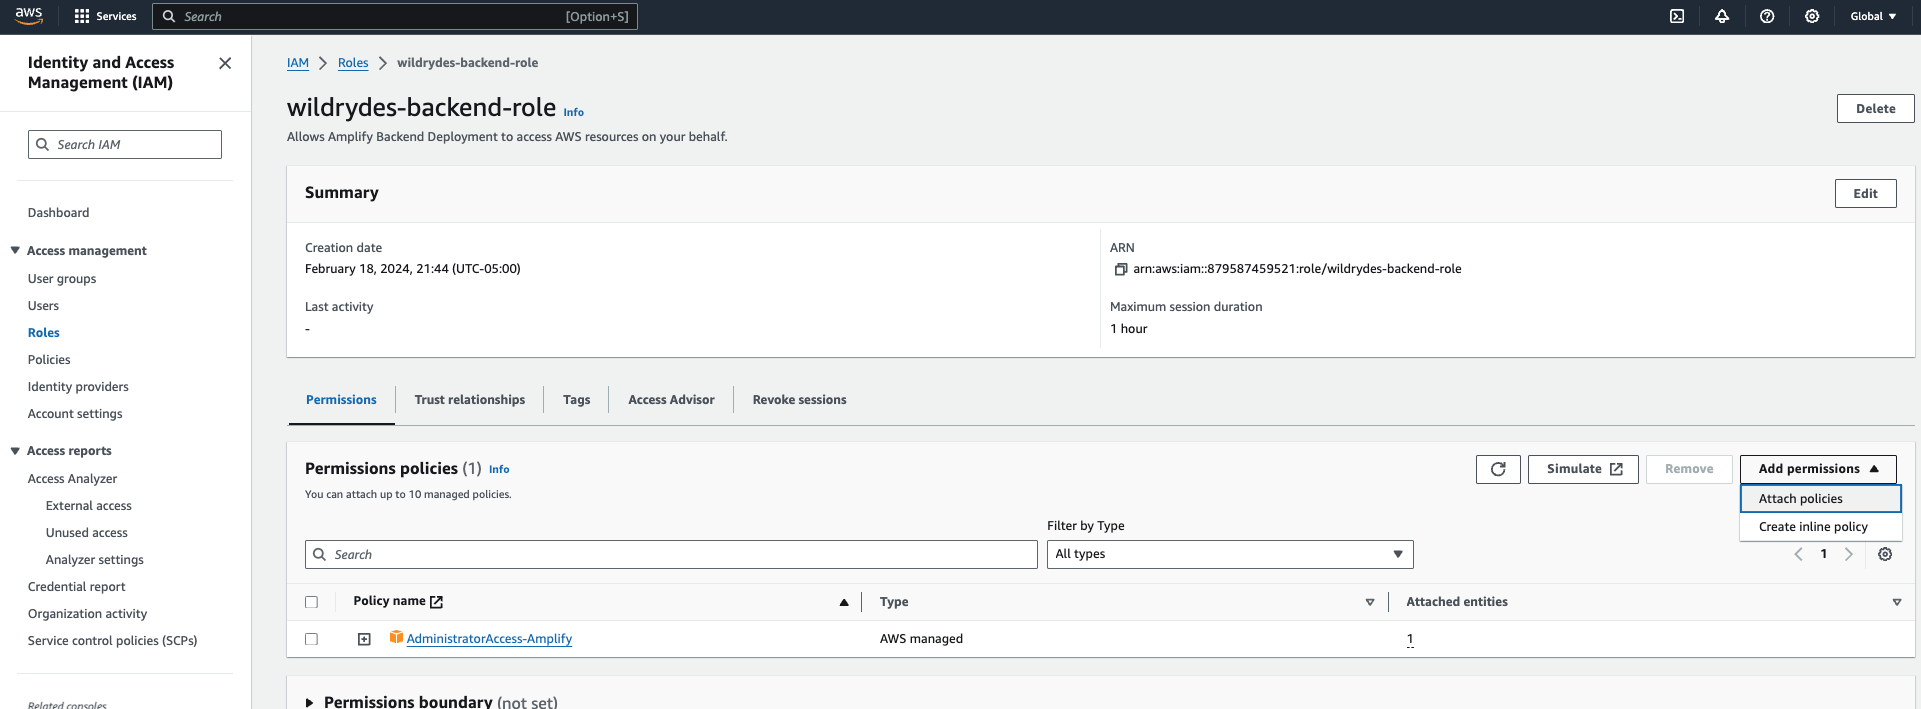 aws
Services
Search
[Option+S]
Global
Identity and Access
Management (IAM)
Search IAM
Dashboard
Access management
User groups
Users
Roles
Policies
Identity providers
Account settings
Access reports
Access Analyzer
External access
Unused access
Analyzer settings
Credential report
Organization activity
Service control policies (SCPs)
Related consoles
IAM > Roles > wildrydes-backend-role
wildrydes-backend-role Info
Delete
Allows Amplify Backend Deployment to access AWS resources on your behalf.
Summary
Edit
Creation date
February 18, 2024, 21:44 (UTC-05:00)
ARN
arn:aws:iam::879587459521:role/wildrydes-backend-role
Last activity
-
Maximum session duration
1 hour
Permissions
Trust relationships
Tags
Access Advisor
Revoke sessions
Permissions policies (1) Info
You can attach up to 10 managed policies.
Simulate
Remove
Add permissions
Attach policies
Create inline policy
Filter by Type
Search
All types
1
Policy name
Type
Attached entities
AdministratorAccess-Amplify
AWS managed
1
Permissions boundary (not set)